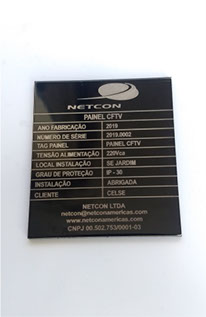 NETCON
PAINEL CFTV
ANO FABRICAÇÃO 2019
NÚMERO DE SÉRIE 2019.0002
TAG PAINEL PAINEL CFTV
TENSÃO ALIMENTAÇÃO 220Vca
LOCAL INSTALAÇÃO SE JARDIM
GRAU DE PROTEÇÃO IP - 30
INSTALAÇÃO ABRIGADA
CLIENTE CELSE
NETCON LTDA
netcon@netconamericas.com
www.netconamericas.com
CNPJ 00.502.753/0001-03